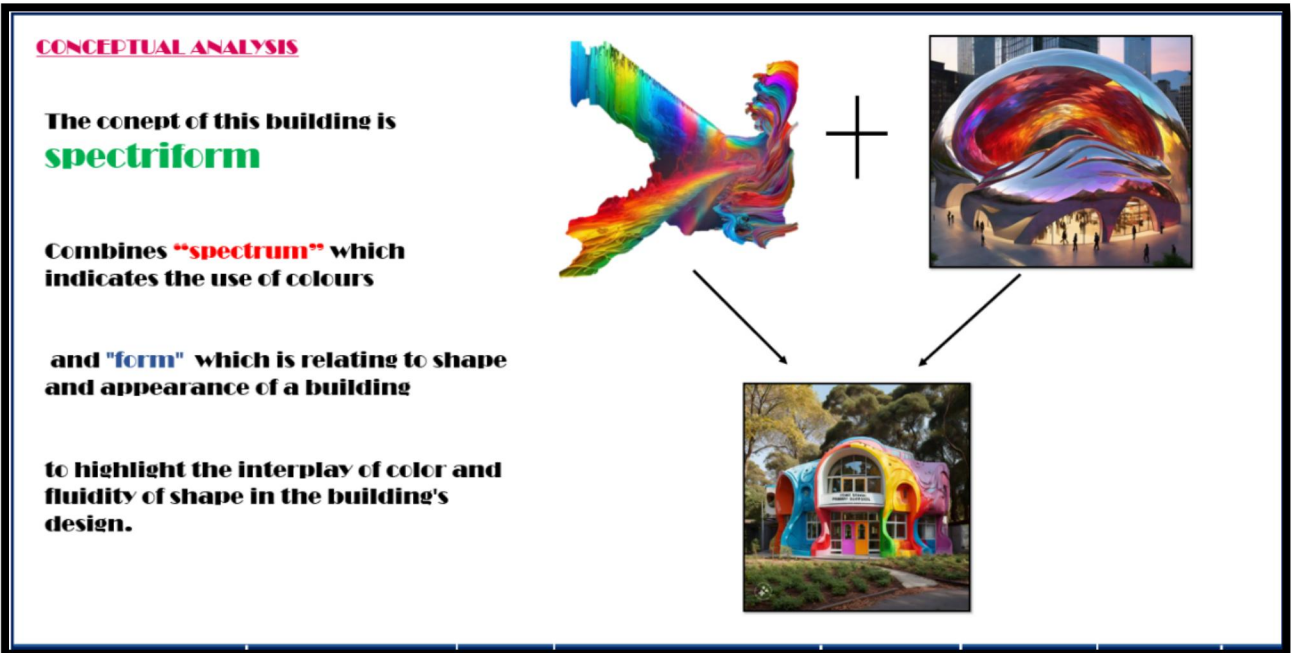 CONCEPTUAL ANALYSIS
The conept of this building is
spectriform
Combines “spectrum” which
indicates the use of colours
and "form" which is relating to shape
and appearance of a building
to highlight the interplay of color and
fluidity of shape in the building's
design.